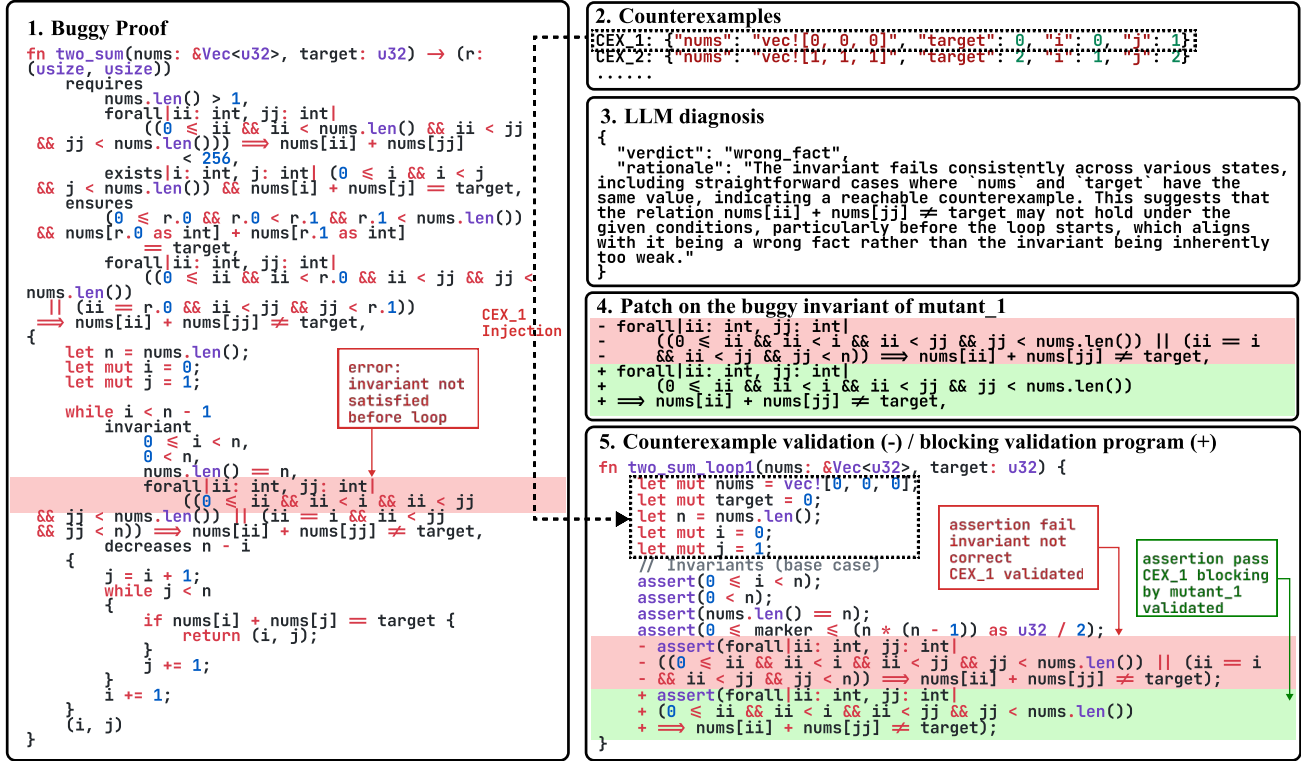 1. Buggy Proof
fn two_sum(nums: &Vec<u32>, target: u32) → (r:
(usize, usize))
requires
nums.len() > 1,
forall|ii: int, jj: int|
((0 ≤ ii && ii < nums.len() && ii < jj
&& jj < nums.len())) ⟹ nums[ii] + nums[jj]
< 256,
exists|i: int, j: int| (0 ≤ i && i < j
&& j < nums.len()) && nums[i] + nums[j] == target,
ensures
(0 ≤ r.0 && r.0 < r.1 && r.1 < nums.len())
&& nums[r.0 as int] + nums[r.1 as int]
== target,
forall|ii: int, jj: int|
((0 ≤ ii && ii < r.0 && ii < jj && jj <
nums.len())
|| (ii == r.0 && ii < jj && jj < r.1))
⟹ nums[ii] + nums[jj] ≠ target,
{
let n = nums.len();
let mut i = 0;
let mut j = 1;
while i < n - 1
invariant
0 ≤ i < n,
0 < n,
nums.len() == n,
forall|ii: int, jj: int|
((0 ≤ ii && ii < i && ii < jj
&& jj < nums.len()) || (ii == i && ii < jj
&& jj < n)) ⟹ nums[ii] + nums[jj] ≠ target,
decreases n - i
{
j = i + 1;
while j < n
{
if nums[i] + nums[j] == target {
return (i, j);
}
j += 1;
}
i += 1;
}
(i, j)
}
error:
invariant not
satisfied
before loop
CEX_1
Injection
2. Counterexamples
CEX_1: {"nums": "vec![0, 0, 0]", "target": 0, "i": 0, "j": 1}
CEX_2: {"nums": "vec![1, 1, 1]", "target": 2, "i": 1, "j": 2}
......
3. LLM diagnosis
{
"verdict": "wrong_fact",
"rationale": "The invariant fails consistently across various states,
including straightforward cases where `nums` and `target` have the
same value, indicating a reachable counterexample. This suggests that
the relation nums[ii] + nums[jj] ≠ target may not hold under the
given conditions, particularly before the loop starts, which aligns
with it being a wrong fact rather than the invariant being inherently
too weak."
}
4. Patch on the buggy invariant of mutant_1
- forall|ii: int, jj: int|
- ((0 ≤ ii && ii < i && ii < jj && jj < nums.len()) || (ii == i
- && ii < jj && jj < n)) ⟹ nums[ii] + nums[jj] ≠ target,
+ forall|ii: int, jj: int|
+ (0 ≤ ii && ii < i && ii < jj && jj < nums.len())
+ ⟹ nums[ii] + nums[jj] ≠ target,
5. Counterexample validation (-) / blocking validation program (+)
fn two_sum_loop1(nums: &Vec<u32>, target: u32) {
let mut nums = vec![0, 0, 0];
let mut target = 0;
let n = nums.len();
let mut i = 0;
let mut j = 1;
// Invariants (base case)
assert(0 ≤ i < n);
assert(0 < n);
assert(nums.len() == n);
assert(0 ≤ marker ≤ (n * (n - 1)) as u32 / 2);
- assert(forall|ii: int, jj: int|
- ((0 ≤ ii && ii < i && ii < jj && jj < nums.len()) || (ii == i
- && ii < jj && jj < n)) ⟹ nums[ii] + nums[jj] ≠ target);
+ assert(forall|ii: int, jj: int|
+ (0 ≤ ii && ii < i && ii < jj && jj < nums.len())
+ ⟹ nums[ii] + nums[jj] ≠ target);
}
assertion fail
invariant not
correct
CEX_1 validated
assertion pass
CEX_1 blocking
by mutant_1
validated